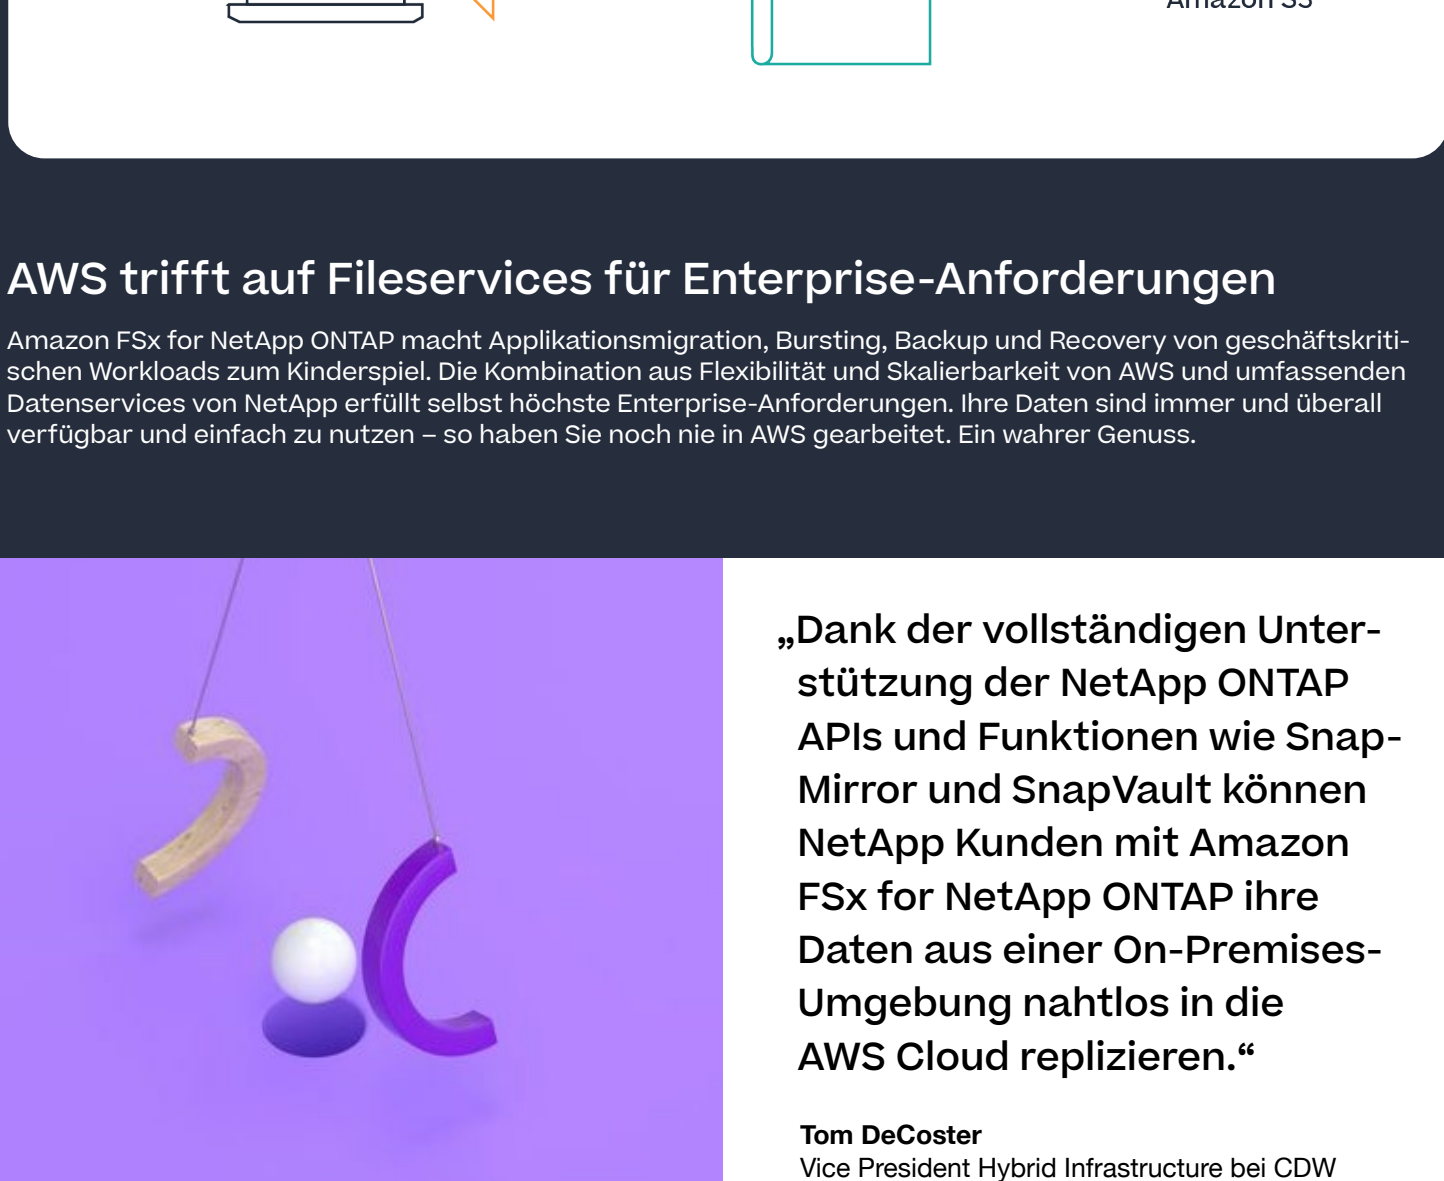 Amazon S3
AWS trifft auf Fileservices für Enterprise-Anforderungen
Amazon FSx for NetApp ONTAP macht Applikationsmigration, Bursting, Backup und Recovery von geschäftskriti-
schen Workloads zum Kinderspiel. Die Kombination aus Flexibilität und Skalierbarkeit von AWS und umfassenden
Datenservices von NetApp erfüllt selbst höchste Enterprise-Anforderungen. Ihre Daten sind immer und überall
verfügbar und einfach zu nutzen – so haben Sie noch nie in AWS gearbeitet. Ein wahrer Genuss.
„Dank der vollständigen Unter-
stützung der NetApp ONTAP
APIs und Funktionen wie Snap-
Mirror und SnapVault können
NetApp Kunden mit Amazon
FSx for NetApp ONTAP ihre
Daten aus einer On-Premises-
Umgebung nahtlos in die
AWS Cloud replizieren.“
Tom DeCoster
Vice President Hybrid Infrastructure bei CDW